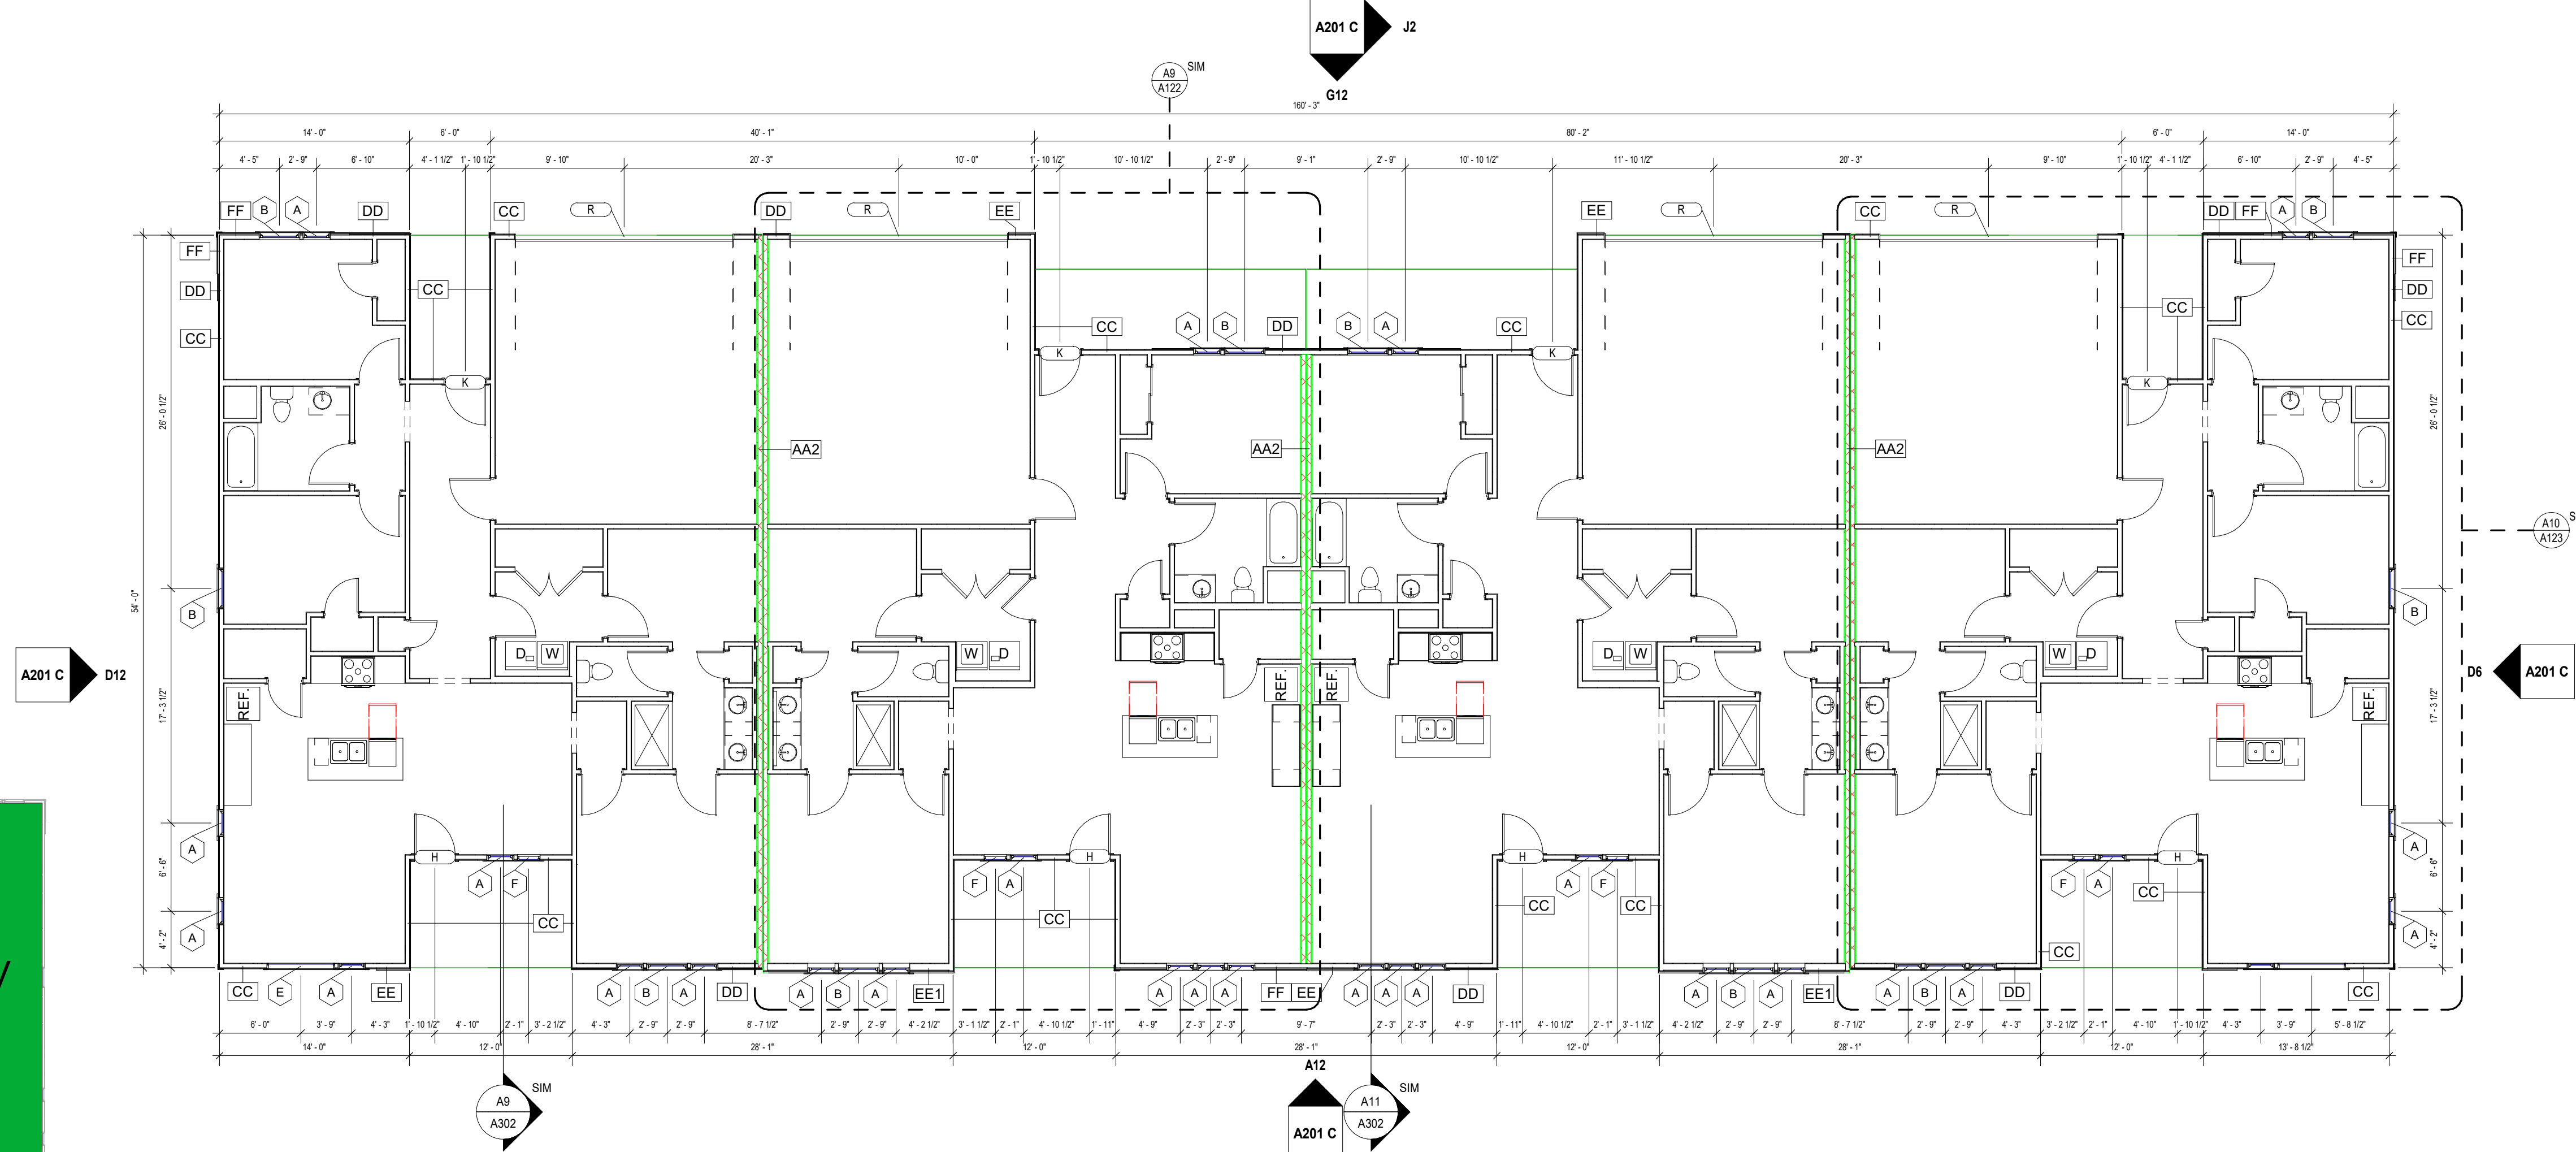 A201 C
J2
A9
A122
SIM
G12
160' - 3"
14' - 0" 6' - 0" 40' - 1" 80' - 2" 6' - 0" 14' - 0"
4' - 5" 2' - 9" 6' - 10" 4' - 1 1/2" 1' - 10 1/2" 9' - 10" 20' - 3" 10' - 0" 1' - 10 1/2" 10' - 10 1/2" 2' - 9" 9' - 1" 2' - 9" 10' - 10 1/2" 11' - 10 1/2" 20' - 3" 9' - 10" 1' - 10 1/2" 4' - 1 1/2" 6' - 10" 2' - 9" 4' - 5"
FF B A DD CC R DD R EE EE R CC R DD FF A B
FF FF
DD CC CC DD
CC CC A B DD B A CC CC
K K K K
26' - 0 1/2" 26' - 0 1/2"
AA2 AA2 AA2
A10
A123
S
54' - 0"
B B
D W W D D W W D
A201 C D12 D6 A201 C
REF. REF. REF. REF.
17' - 3 1/2" 17' - 3 1/2"
A A
H H H H
6' - 6" 6' - 6"
A F F A A F F A
CC CC CC CC CC
A A
4' - 2" 4' - 2"
CC
CC E A EE A B A DD A B A EE1 A A A FF EE A A A DD A B A EE1 A B A DD CC
6' - 0" 3' - 9" 4' - 3" 1' - 10 1/2" 4' - 10" 2' - 1" 3' - 2 1/2" 4' - 3" 2' - 9" 2' - 9" 8' - 7 1/2" 2' - 9" 2' - 9" 4' - 2 1/2" 3' - 1 1/2" 2' - 1" 4' - 10 1/2" 1' - 11" 4' - 9" 2' - 3" 2' - 3" 9' - 7" 2' - 3" 2' - 3" 4' - 9" 1' - 11" 4' - 10 1/2" 2' - 1" 3' - 1 1/2" 4' - 2 1/2" 2' - 9" 2' - 9" 8' - 7 1/2" 2' - 9" 2' - 9" 4' - 3" 3' - 2 1/2" 2' - 1" 4' - 10" 1' - 10 1/2" 4' - 3" 3' - 9" 5' - 8 1/2"
14' - 0" 12' - 0" 28' - 1" 12' - 0" 28' - 1" 12' - 0" 28' - 1" 12' - 0" 13' - 8 1/2"
A12
SIM
A9
A302
SIM
A11
A302
A201 C